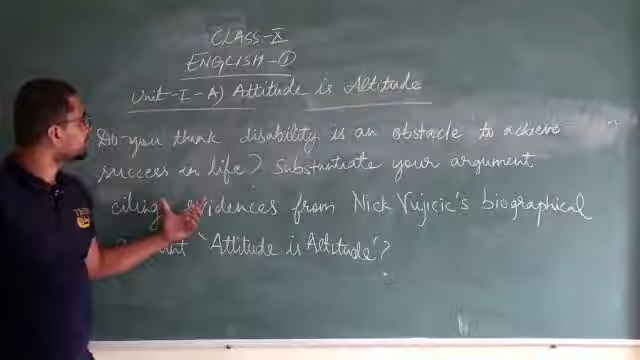 CLASS-X
ENGLISH-①
Unit-I-A) Attitude is Altitude
Do you think disability is an obstacle to achieve
success in life? Substantiate your argument
citing evidences from Nick Vujicic's biographical
'Attitude is Altitude'?